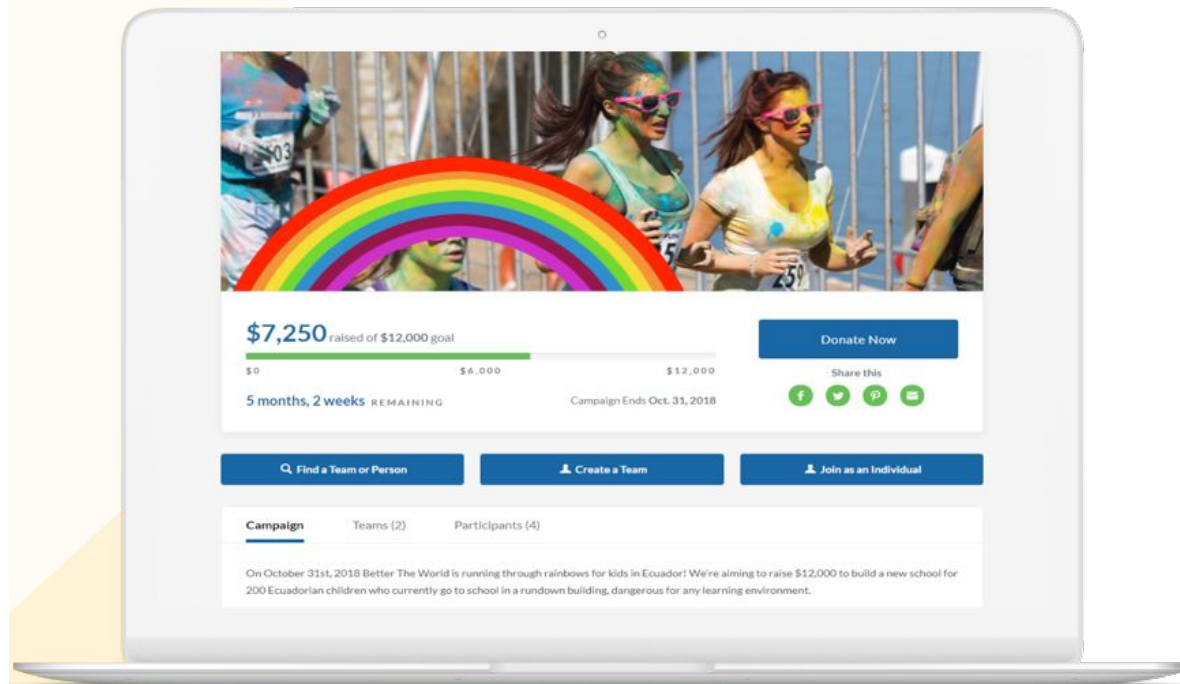 $7,250 raised of $12,000 goal
Donate Now
$0 $6,000 $12,000
Share this
5 months, 2 weeks REMAINING Campaign Ends Oct. 31, 2018
Find a Team or Person Create a Team Join as an Individual
Campaign Teams (2) Participants (4)
On October 31st, 2018 Better The World is running through rainbows for kids in Ecuador! We're aiming to raise $12,000 to build a new school for
200 Ecuadorian children who currently go to school in a rundown building, dangerous for any learning environment.